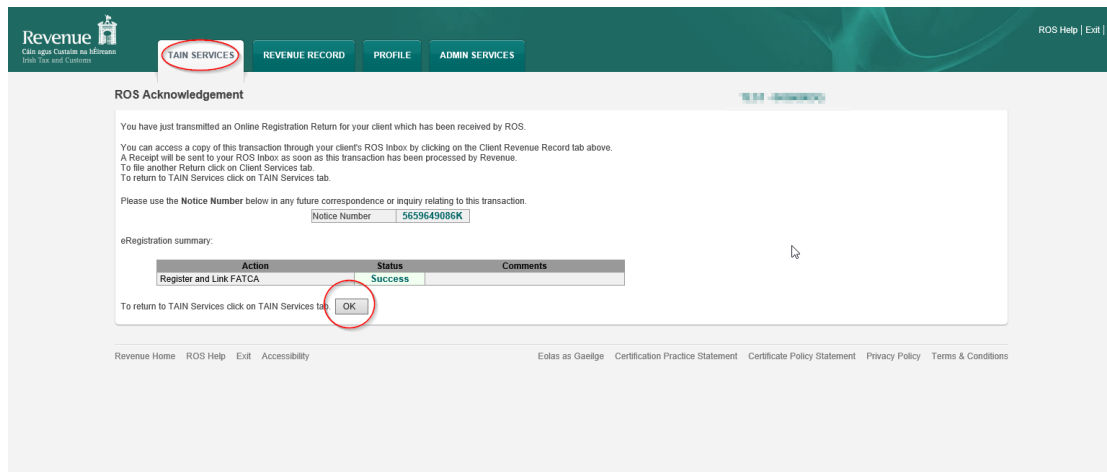 ROS Help | Exit |
Revenue
Cáin agus Custaim na hÉireann
Irish Tax and Customs
TAIN SERVICES
REVENUE RECORD
PROFILE
ADMIN SERVICES
ROS Acknowledgement
You have just transmitted an Online Registration Return for your client which has been received by ROS.
You can access a copy of this transaction through your client's ROS Inbox by clicking on the Client Revenue Record tab above.
A Receipt will be sent to your ROS Inbox as soon as this transaction has been processed by Revenue.
To file another Return click on Client Services tab.
To return to TAIN Services click on TAIN Services tab.
Please use the Notice Number below in any future correspondence or inquiry relating to this transaction.
Notice Number 5659649086K
eRegistration summary:
Action Status Comments
Register and Link FATCA Success
To return to TAIN Services click on TAIN Services tab. OK
Revenue Home ROS Help Exit Accessibility Eolas as Gaeilge Certification Practice Statement Certificate Policy Statement Privacy Policy Terms & Conditions